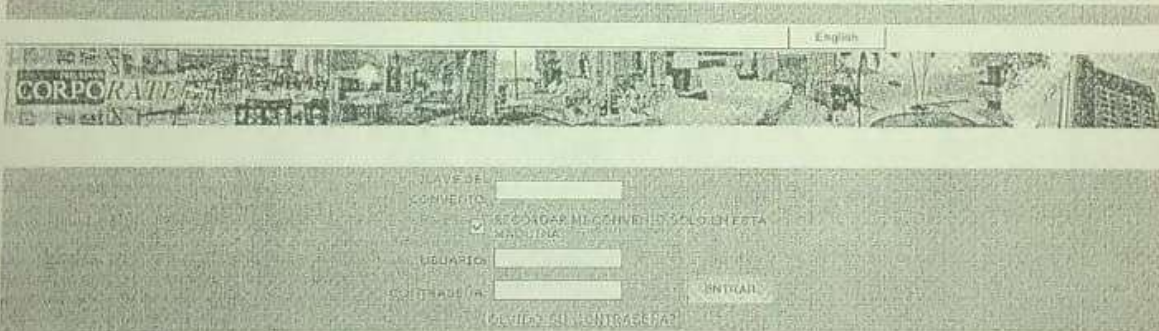 English
CORPORATE
CLAVE DEL
CONVENIO:
RECORDAR MI CONVENIO SOLO EN ESTA
MAQUINA
USUARIO:
CONTRASEÑA:
ENTRAR
¿OLVIDO SU CONTRASEÑA?